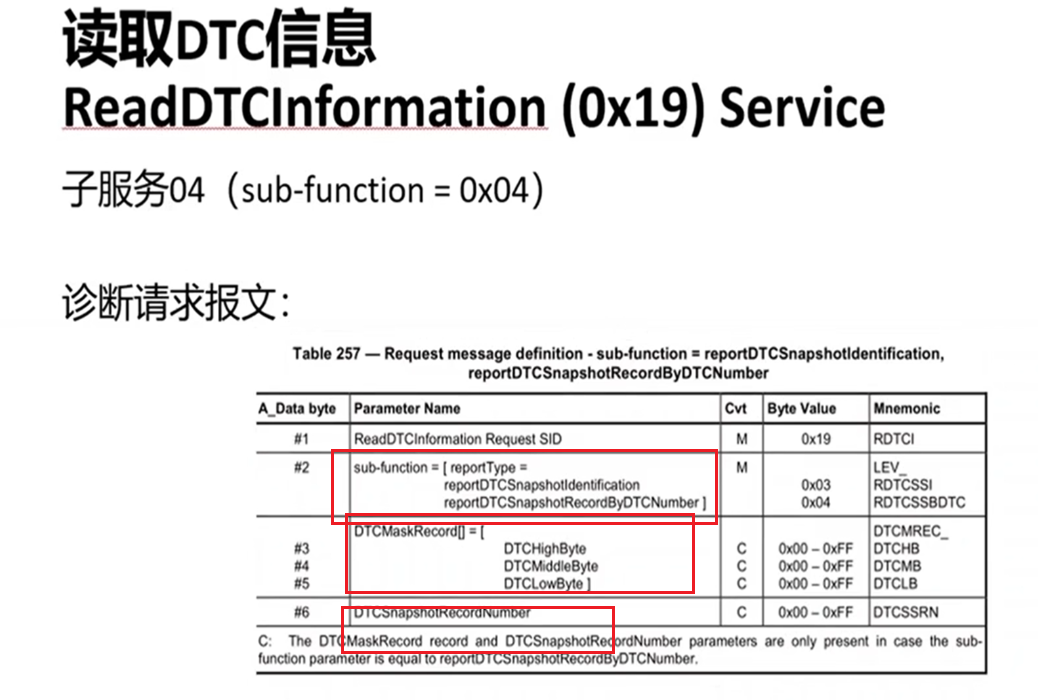 读取DTC信息
ReadDTCInformation (0x19) Service
子服务04（sub-function = 0x04）
诊断请求报文：
Table 257 — Request message definition - sub-function = reportDTCSnapshotIdentification,
reportDTCSnapshotRecordByDTCNumber
A_Data byte Parameter Name Cvt Byte Value Mnemonic
#1 ReadDTCInformation Request SID M 0x19 RDTCI
#2 sub-function = [ reportType = M LEV_
reportDTCSnapshotIdentification 0x03 RDTCSSI
reportDTCSnapshotRecordByDTCNumber ] 0x04 RDTCSSBDTC
DTCMaskRecord[] = [ DTCMREC_
#3 DTCHighByte C 0x00 – 0xFF DTCHB
#4 DTCMiddleByte C 0x00 – 0xFF DTCMB
#5 DTCLowByte ] C 0x00 – 0xFF DTCLB
#6 DTCSnapshotRecordNumber C 0x00 – 0xFF DTCSSRN
C: The DTCMaskRecord record and DTCSnapshotRecordNumber parameters are only present in case the sub-
function parameter is equal to reportDTCSnapshotRecordByDTCNumber.